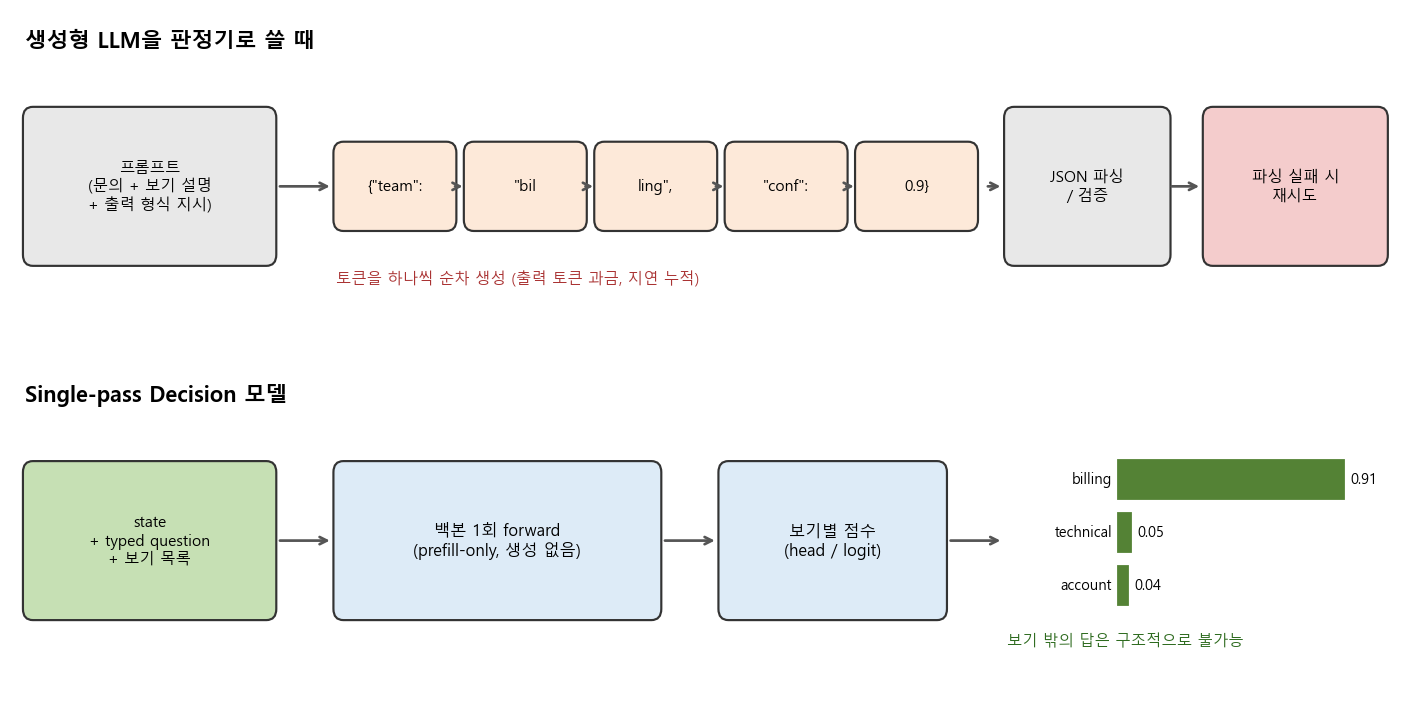 생성형 LLM을 판정기로 쓸 때
프롬프트
(문의 + 보기 설명
+ 출력 형식 지시)
{"team":
"bil
ling",
"conf":
0.9}
JSON 파싱
/ 검증
파싱 실패 시
재시도
토큰을 하나씩 순차 생성 (출력 토큰 과금, 지연 누적)
Single-pass Decision 모델
state
+ typed question
+ 보기 목록
백본 1회 forward
(prefill-only, 생성 없음)
보기별 점수
(head / logit)
billing 0.91
technical 0.05
account 0.04
보기 밖의 답은 구조적으로 불가능